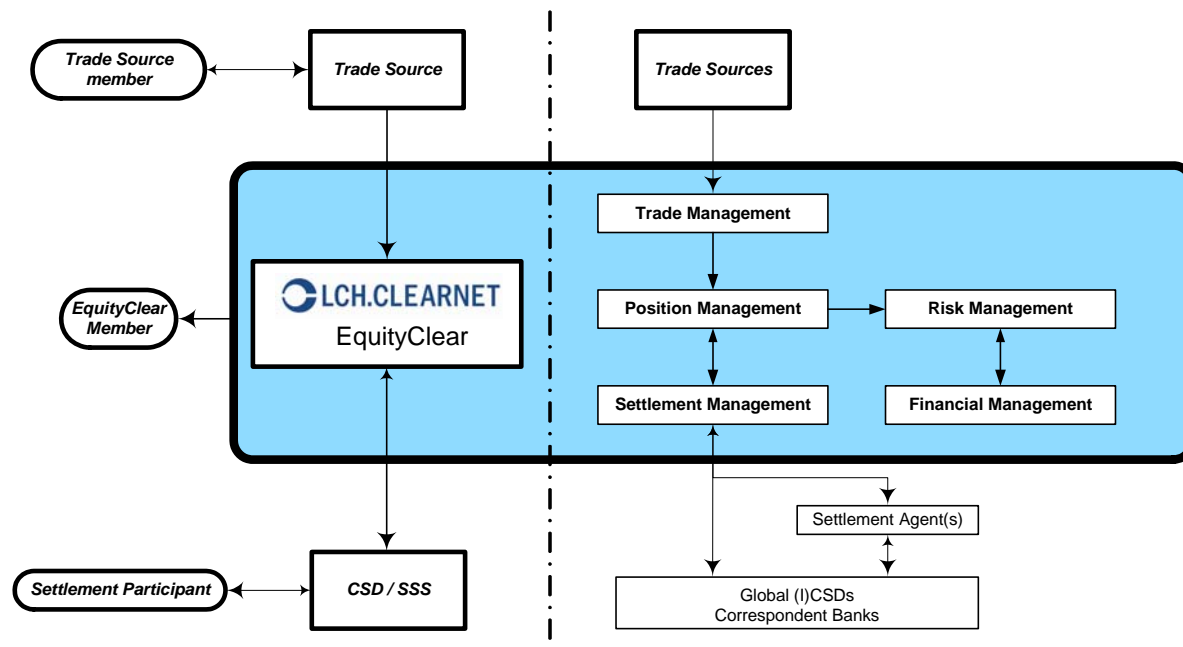 Trade Source
member
Trade Source
Trade Sources
Trade Management
LCH.CLEARNET
EquityClear
EquityClear
Member
Position Management
Risk Management
Settlement Management
Financial Management
Settlement Agent(s)
Settlement Participant
CSD / SSS
Global (I)CSDs
Correspondent Banks